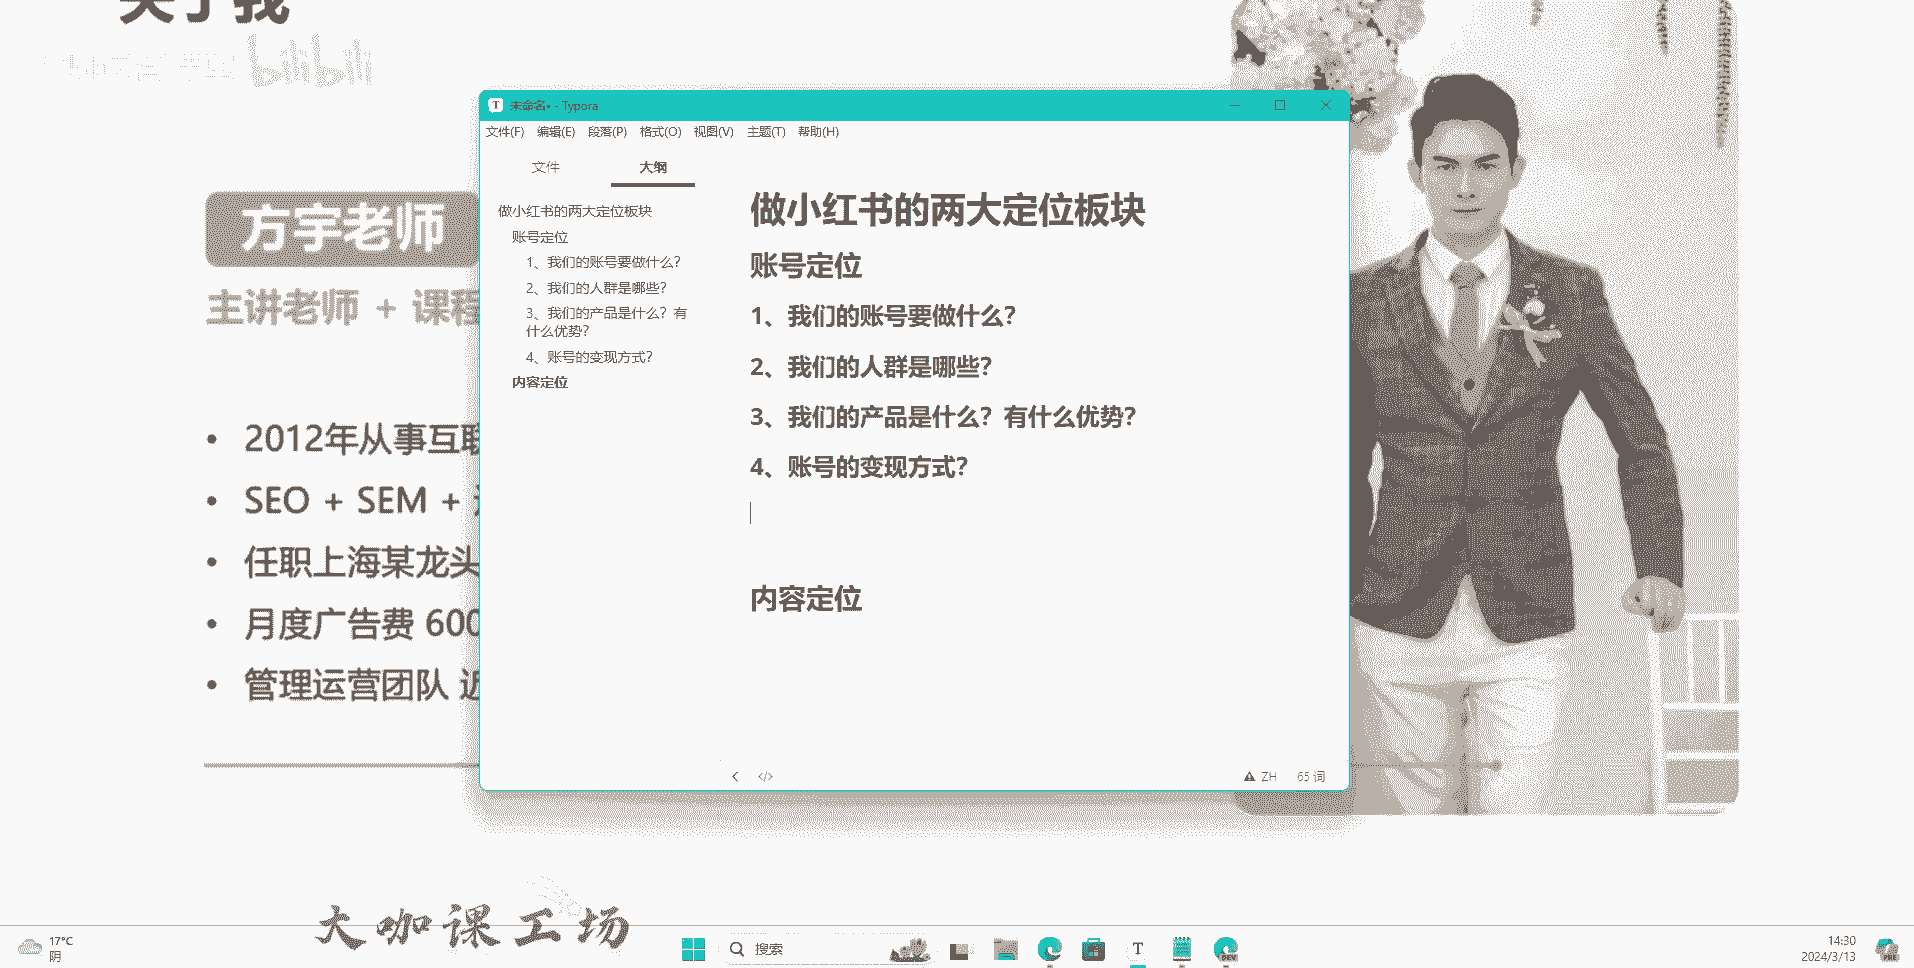 关于我
bilibili
未命名• - Typora
文件(F) 编辑(E) 段落(P) 格式(O) 视图(V) 主题(T) 帮助(H)
文件 大纲
做小红书的两大定位板块
账号定位
1、我们的账号要做什么？
2、我们的人群是哪些？
3、我们的产品是什么？有
什么优势？
4、账号的变现方式？
内容定位
做小红书的两大定位板块
账号定位
1、我们的账号要做什么？
2、我们的人群是哪些？
3、我们的产品是什么？有什么优势？
4、账号的变现方式？
内容定位
</> ZH 65 词
方宇老师
主讲老师 + 课程
• 2012年从事互联
• SEO + SEM +
• 任职上海某龙头
• 月度广告费 600
• 管理运营团队 近
大咖课工场
17°C
阴
搜索
T
DEV
14:30
2024/3/13
PRE